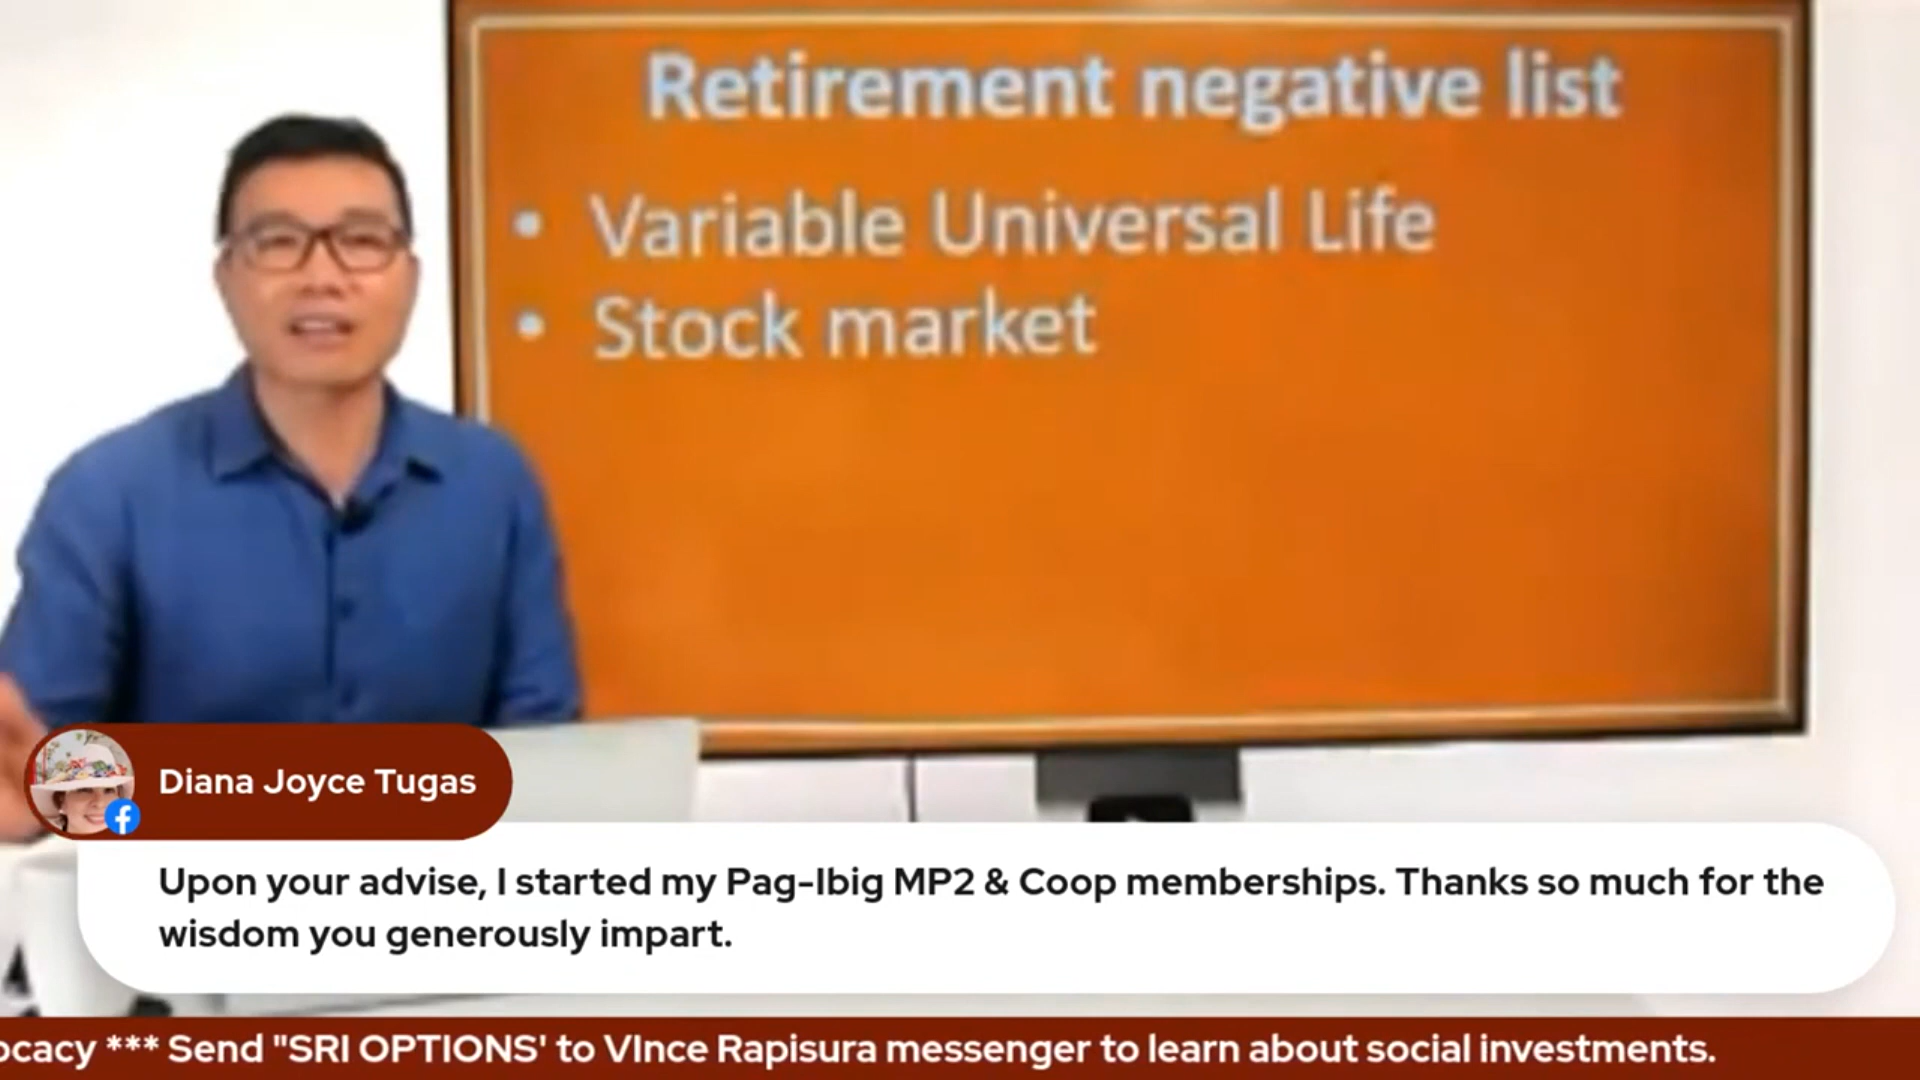 Retirement negative list
• Variable Universal Life
• Stock market
Diana Joyce Tugas
Upon your advise, I started my Pag-Ibig MP2 & Coop memberships. Thanks so much for the
wisdom you generously impart.
ocacy *** Send "SRI OPTIONS' to VInce Rapisura messenger to learn about social investments.